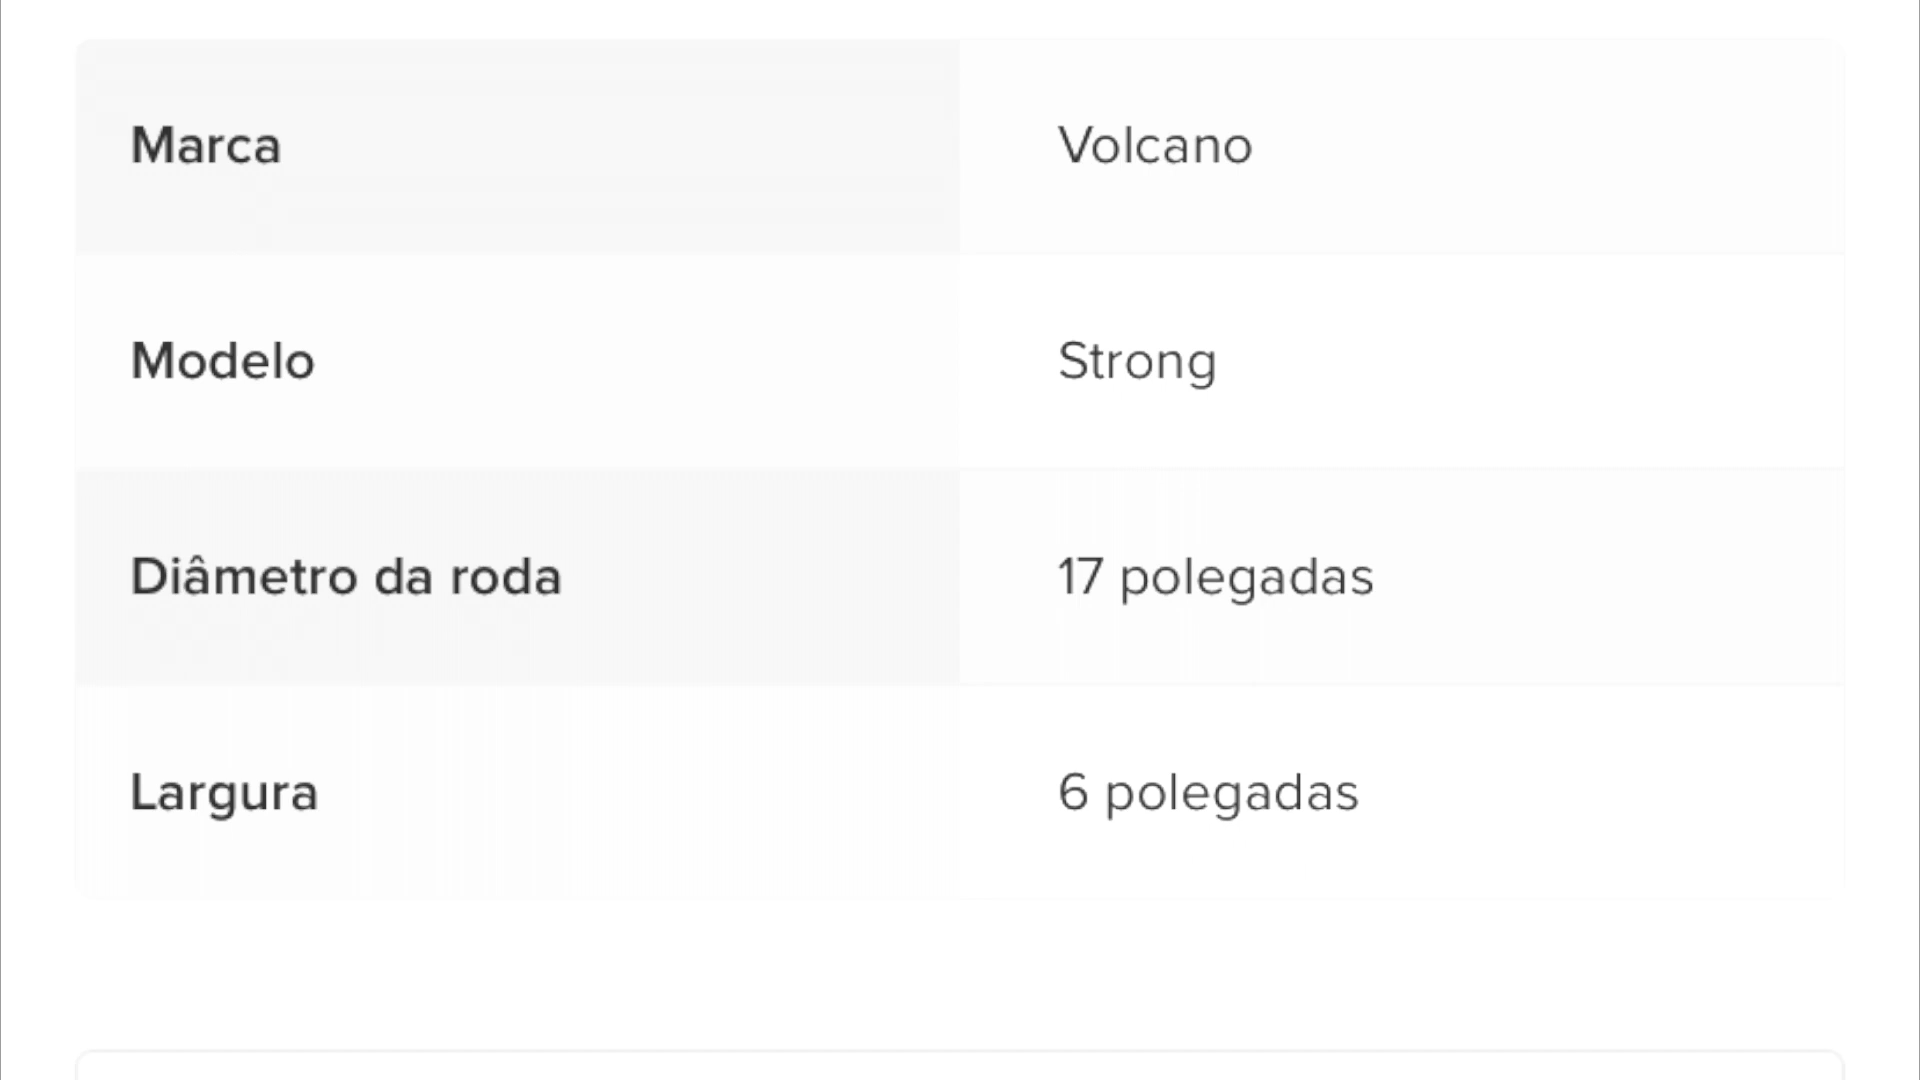 Marca Volcano
Modelo Strong
Diâmetro da roda 17 polegadas
Largura 6 polegadas